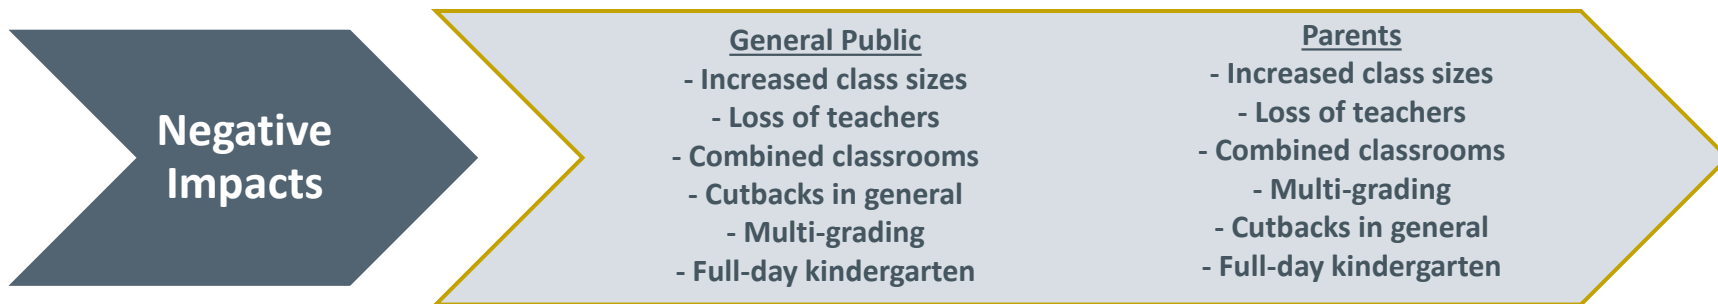 Negative
Impacts
General Public
- Increased class sizes
- Loss of teachers
- Combined classrooms
- Cutbacks in general
- Multi-grading
- Full-day kindergarten
Parents
- Increased class sizes
- Loss of teachers
- Combined classrooms
- Multi-grading
- Cutbacks in general
- Full-day kindergarten